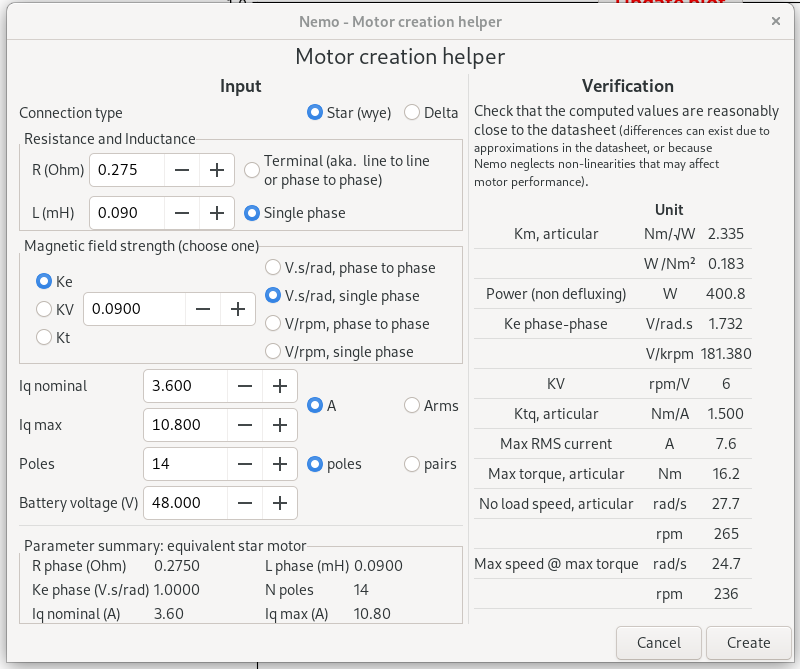 Update plot
Nemo - Motor creation helper
×
Motor creation helper
Input
Connection type
Star (wye)
Delta
Resistance and Inductance
R (Ohm)
0.275
Terminal (aka. line to line
or phase to phase)
L (mH)
0.090
Single phase
Magnetic field strength (choose one)
Ke
KV
Kt
0.0900
V.s/rad, phase to phase
V.s/rad, single phase
V/rpm, phase to phase
V/rpm, single phase
Iq nominal
3.600
A
Arms
Iq max
10.800
Poles
14
poles
pairs
Battery voltage (V)
48.000
Parameter summary: equivalent star motor
R phase (Ohm) 0.2750 L phase (mH) 0.0900
Ke phase (V.s/rad) 1.0000 N poles 14
Iq nominal (A) 3.60 Iq max (A) 10.80
Verification
Check that the computed values are reasonably
close to the datasheet (differences can exist due to
approximations in the datasheet, or because
Nemo neglects non-linearities that may affect
motor performance).
Unit
Km, articular Nm/√W 2.335
W/Nm² 0.183
Power (non defluxing) W 400.8
Ke phase-phase V/rad.s 1.732
V/krpm 181.380
KV rpm/V 6
Ktq, articular Nm/A 1.500
Max RMS current A 7.6
Max torque, articular Nm 16.2
No load speed, articular rad/s 27.7
rpm 265
Max speed @ max torque rad/s 24.7
rpm 236
Cancel
Create